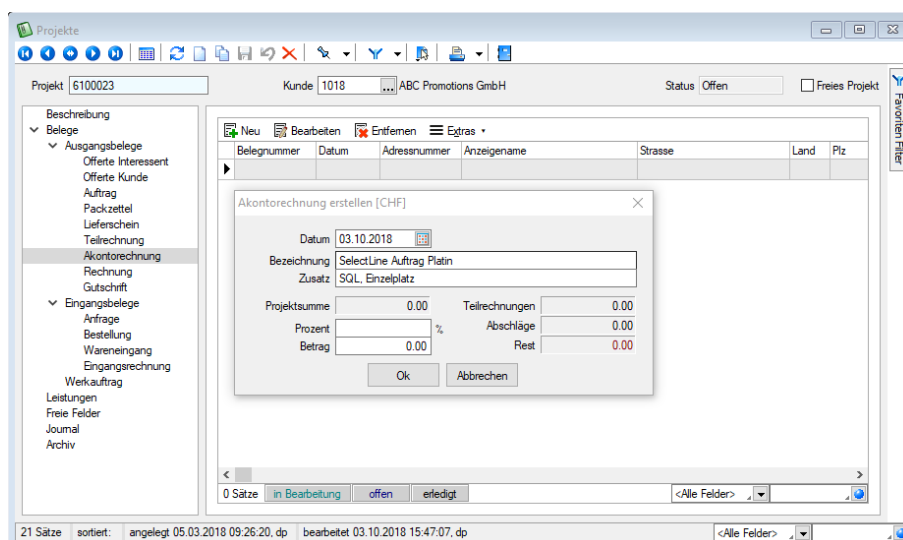 Projekte
Projekt 6100023 Kunde 1018 ... ABC Promotions GmbH Status Offen Freies Projekt
Favoriten Filter
Beschreibung
Belege
Ausgangsbelege
Offerte Interessent
Offerte Kunde
Auftrag
Packzettel
Lieferschein
Teilrechnung
Akontorechnung
Rechnung
Gutschrift
Eingangsbelege
Anfrage
Bestellung
Wareneingang
Eingangsrechnung
Werkauftrag
Leistungen
Freie Felder
Journal
Archiv
Neu Bearbeiten Entfernen Extras
Belegnummer Datum Adressnummer Anzeigename Strasse Land Plz
Akontorechnung erstellen [CHF]
Datum 03.10.2018
Bezeichnung SelectLine Auftrag Platin
Zusatz SQL, Einzelplatz
Projektsumme 0.00 Teilrechnungen 0.00
Prozent % Abschläge 0.00
Betrag 0.00 Rest 0.00
Ok Abbrechen
0 Sätze in Bearbeitung offen erledigt <Alle Felder>
21 Sätze sortiert: angelegt 05.03.2018 09:26:20, dp bearbeitet 03.10.2018 15:47:07, dp <Alle Felder>